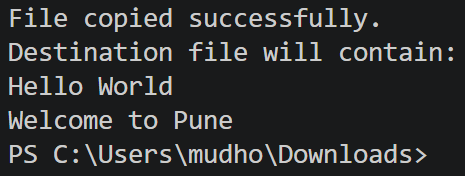 File copied successfully.
Destination file will contain:
Hello World
Welcome to Pune
PS C:\Users\mudho\Downloads>